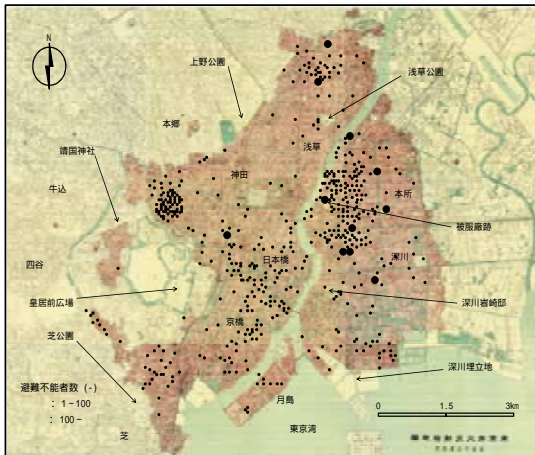 N
上野公園
浅草公園
本郷
靖国神社
浅草
牛込
神田
本所
被服廠跡
四谷
日本橋
深川
皇居前広場
深川岩崎邸
京橋
芝公園
深川埋立地
避難不能者数 (-)
: 1－100
: 100－
月島
0 1.5 3km
芝
東京湾